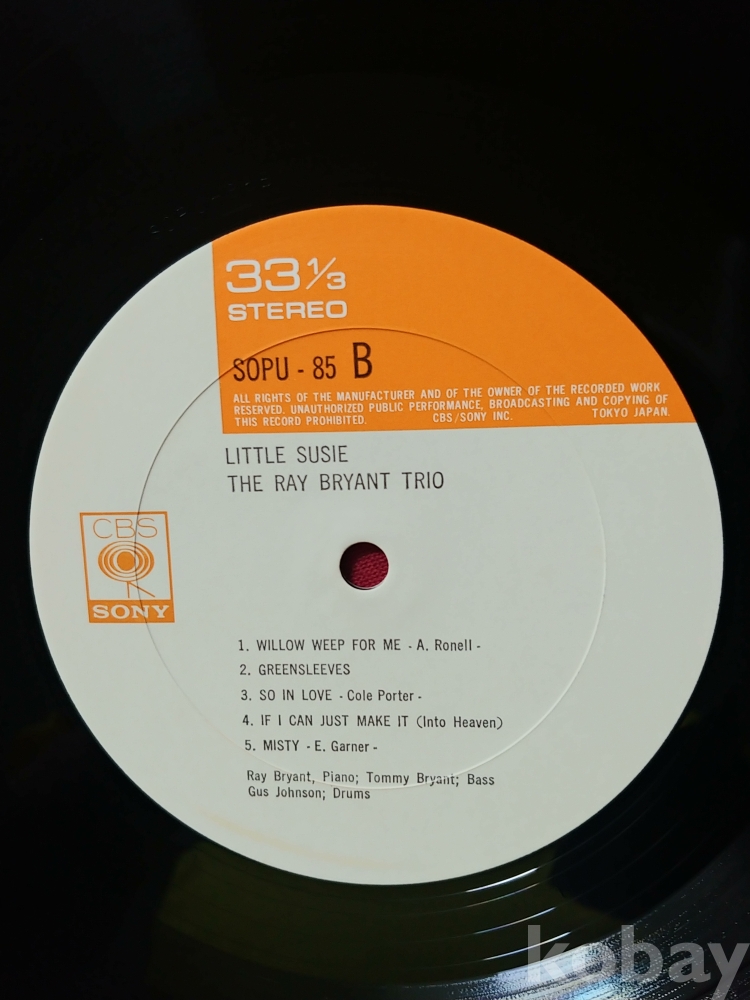 33 1/3
STEREO
SOPU - 85 B
ALL RIGHTS OF THE MANUFACTURER AND OF THE OWNER OF THE RECORDED WORK
RESERVED. UNAUTHORIZED PUBLIC PERFORMANCE, BROADCASTING AND COPYING OF
THIS RECORD PROHIBITED. CBS/SONY INC. TOKYO JAPAN.
LITTLE SUSIE
THE RAY BRYANT TRIO
CBS
SONY
1. WILLOW WEEP FOR ME - A. Ronell -
2. GREENSLEEVES
3. SO IN LOVE - Cole Porter -
4. IF I CAN JUST MAKE IT (Into Heaven)
5. MISTY - E. Garner -
Ray Bryant, Piano; Tommy Bryant; Bass
Gus Johnson; Drums
kobay